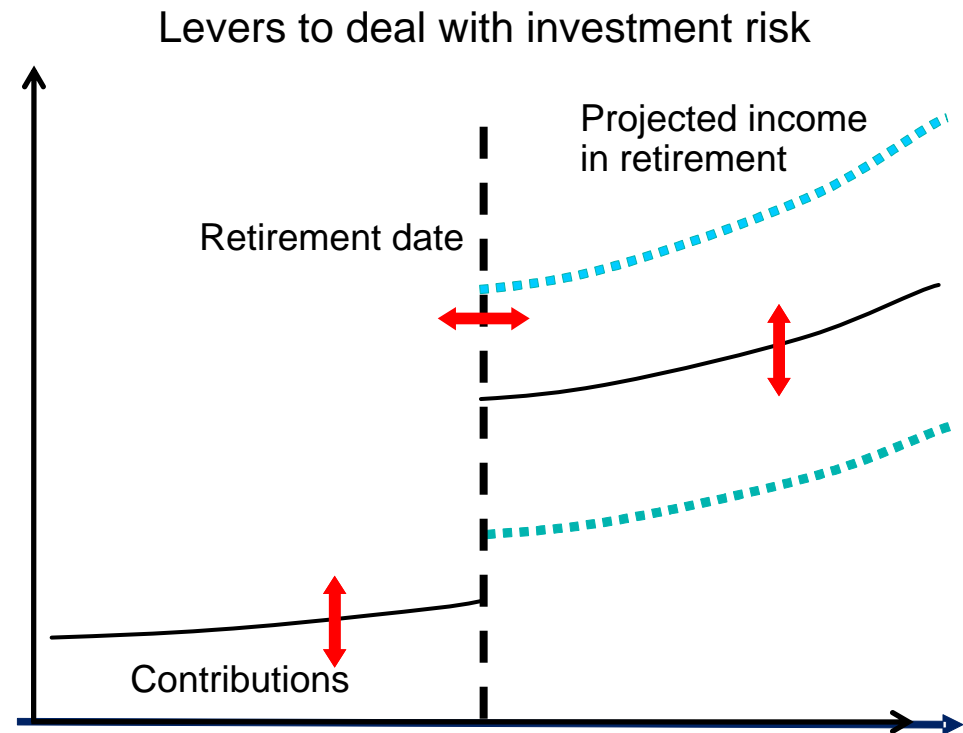 Levers to deal with investment risk
Projected income
in retirement
Retirement date
Contributions